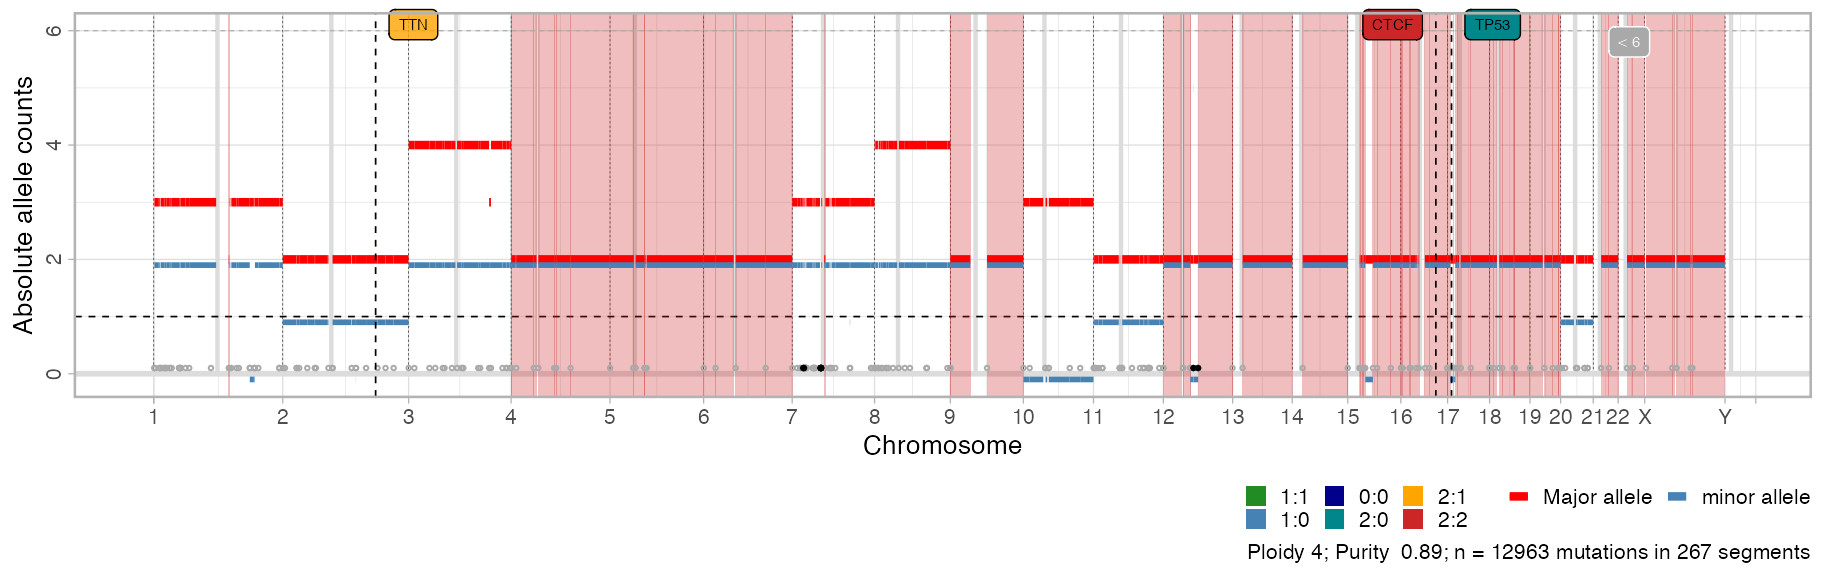 TTN
CTCF
TP53
< 6
6
4
2
0
Absolute allele counts
1 2 3 4 5 6 7 8 9 10 11 12 13 14 15 16 17 18 19 20 21 22 X Y
Chromosome
1:1 0:0 2:1 Major allele minor allele
1:0 2:0 2:2
Ploidy 4; Purity 0.89; n = 12963 mutations in 267 segments